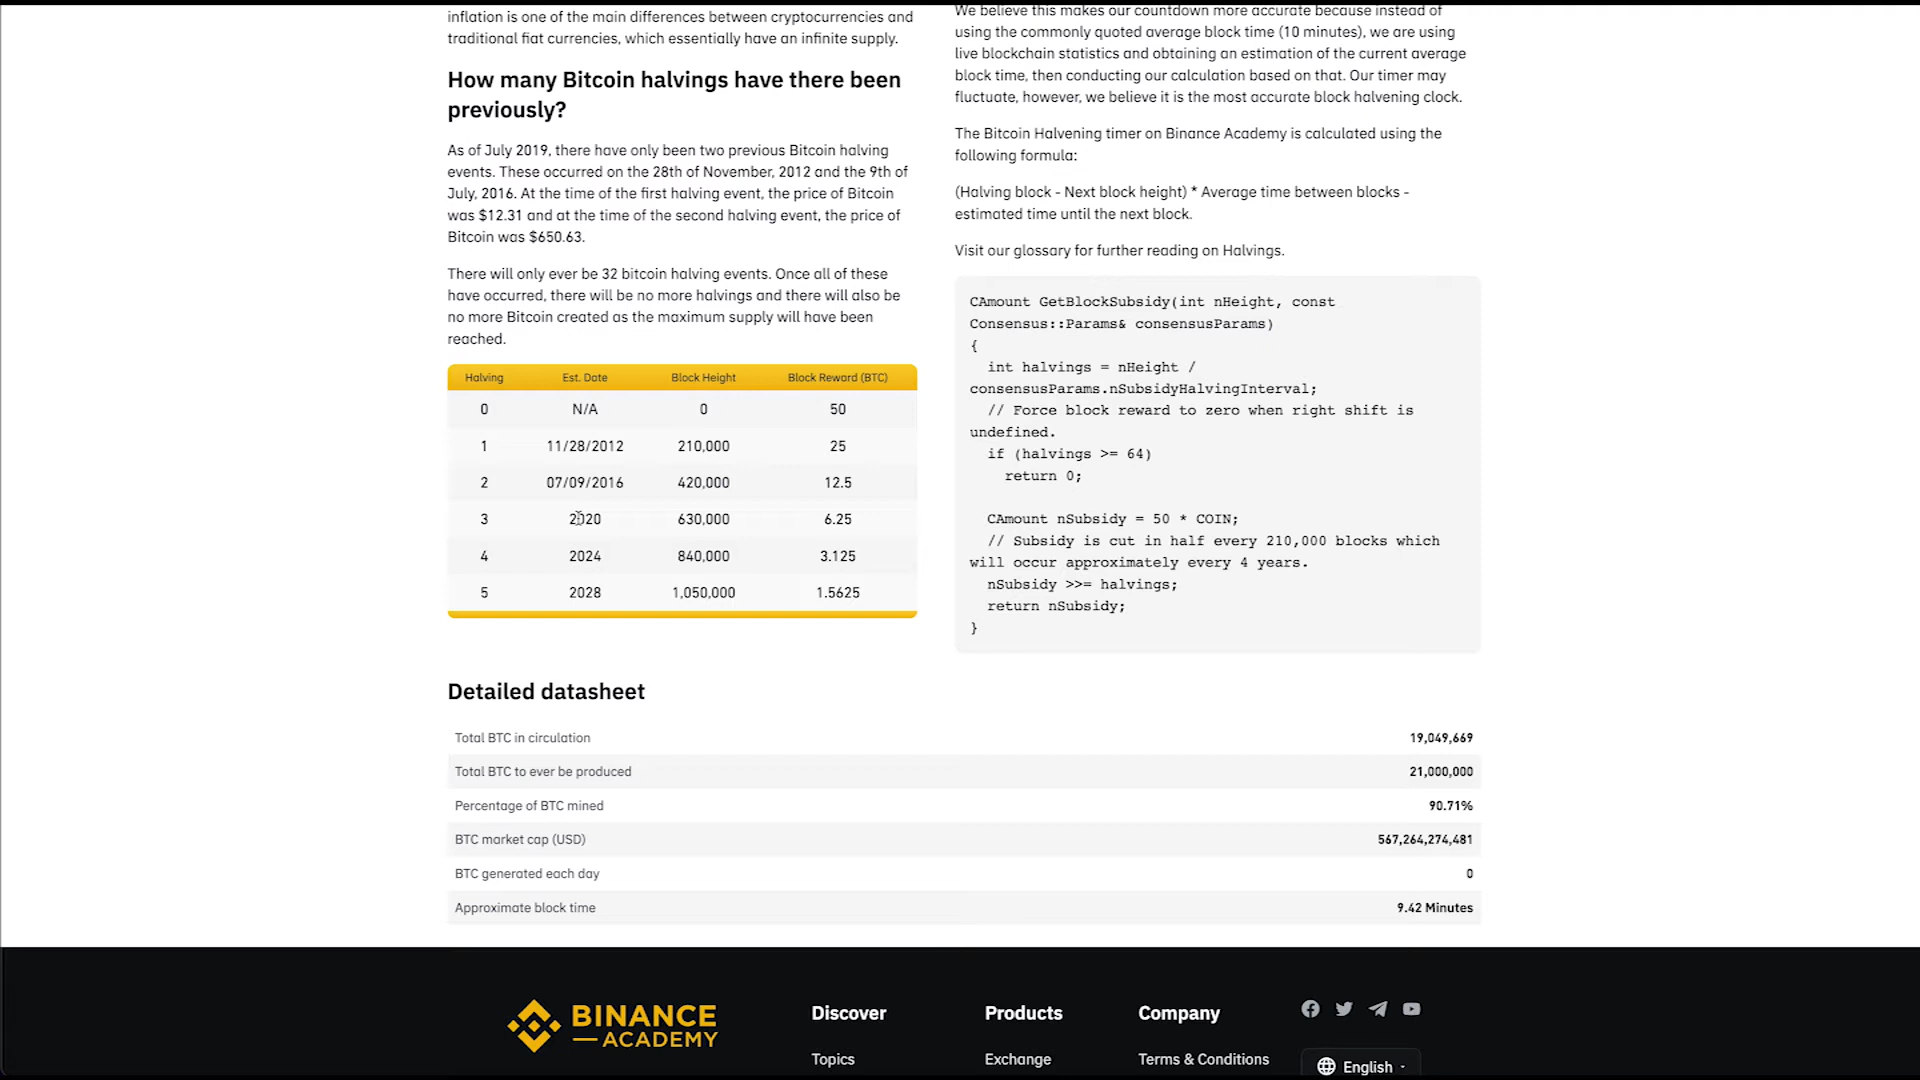 inflation is one of the main differences between cryptocurrencies and
traditional fiat currencies, which essentially have an infinite supply.
How many Bitcoin halvings have there been
previously?
As of July 2019, there have only been two previous Bitcoin halving
events. These occurred on the 28th of November, 2012 and the 9th of
July, 2016. At the time of the first halving event, the price of Bitcoin
was $12.31 and at the time of the second halving event, the price of
Bitcoin was $650.63.
There will only ever be 32 bitcoin halving events. Once all of these
have occurred, there will be no more halvings and there will also be
no more Bitcoin created as the maximum supply will have been
reached.
Halving Est. Date Block Height Block Reward (BTC)
0 N/A 0 50
1 11/28/2012 210,000 25
2 07/09/2016 420,000 12.5
3 2020 630,000 6.25
4 2024 840,000 3.125
5 2028 1,050,000 1.5625
We believe this makes our countdown more accurate because instead of
using the commonly quoted average block time (10 minutes), we are using
live blockchain statistics and obtaining an estimation of the current average
block time, then conducting our calculation based on that. Our timer may
fluctuate, however, we believe it is the most accurate block halvening clock.
The Bitcoin Halvening timer on Binance Academy is calculated using the
following formula:
(Halving block - Next block height) * Average time between blocks -
estimated time until the next block.
Visit our glossary for further reading on Halvings.
CAmount GetBlockSubsidy(int nHeight, const
Consensus::Params& consensusParams)
{
int halvings = nHeight /
consensusParams.nSubsidyHalvingInterval;
// Force block reward to zero when right shift is
undefined.
if (halvings >= 64)
return 0;
CAmount nSubsidy = 50 * COIN;
// Subsidy is cut in half every 210,000 blocks which
will occur approximately every 4 years.
nSubsidy >>= halvings;
return nSubsidy;
}
Detailed datasheet
Total BTC in circulation 19,049,669
Total BTC to ever be produced 21,000,000
Percentage of BTC mined 90.71%
BTC market cap (USD) 567,264,274,481
BTC generated each day 0
Approximate block time 9.42 Minutes
BINANCE
ACADEMY
Discover Products Company
Topics Exchange Terms & Conditions
English